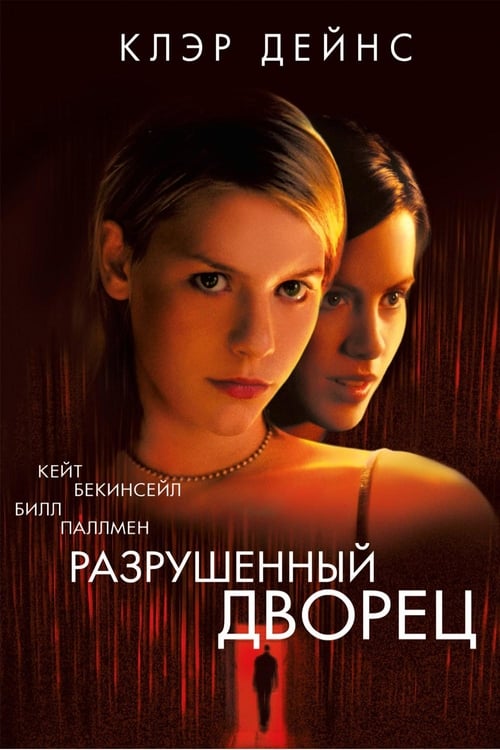 КЛЭР ДЕЙНС
КЕЙТ
БЕКИНСЕЙЛ
БИЛЛ
ПАЛЛМЕН
РАЗРУШЕННЫЙ
ДВОРЕЦ